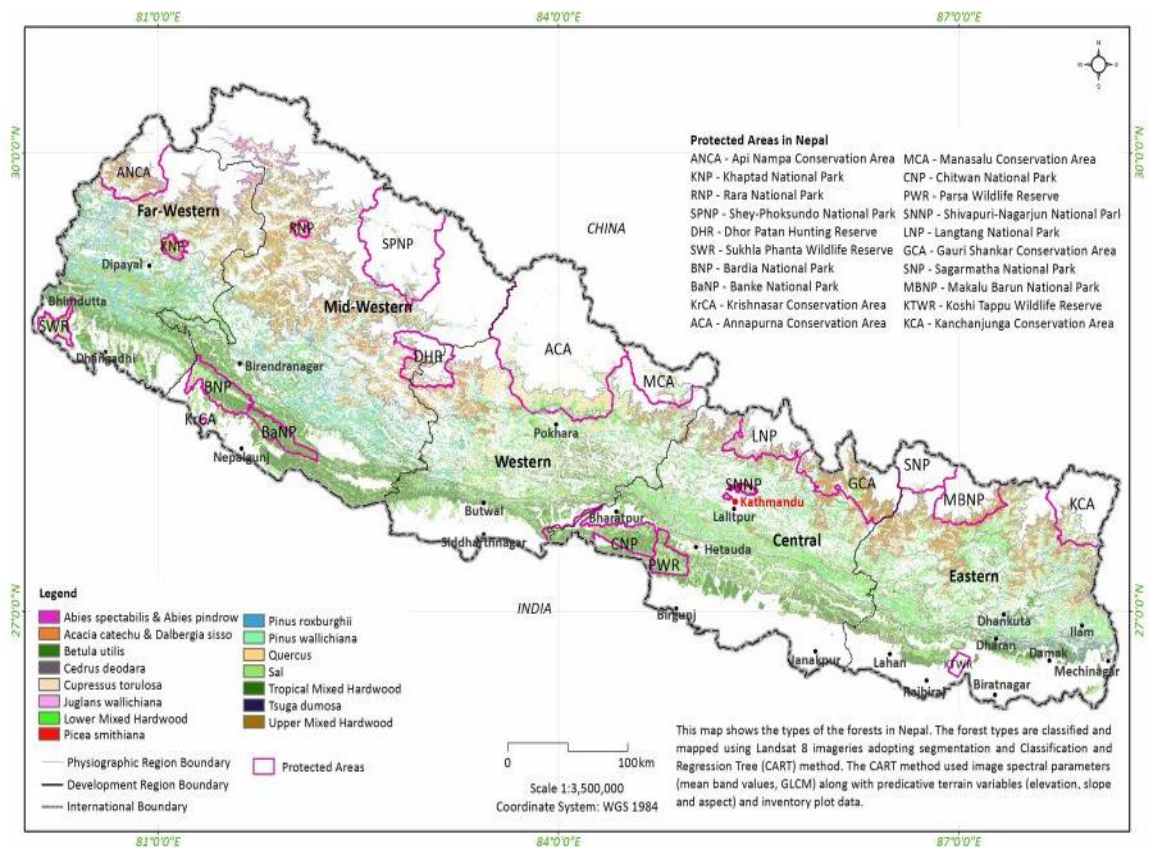 81°0'0"E 84°0'0"E 87°0'0"E
30°0'0"N 30°0'0"N
27°0'0"N 27°0'0"N
N
Protected Areas in Nepal
ANCA - Api Nampa Conservation Area
KNP - Khaptad National Park
RNP - Rara National Park
SPNP - Shey-Phoksundo National Park
DHR - Dhor Patan Hunting Reserve
SWR - Sukhla Phanta Wildlife Reserve
BNP - Bardia National Park
BaNP - Banke National Park
KrCA - Krishnasar Conservation Area
ACA - Annapurna Conservation Area
MCA - Manasalu Conservation Area
CNP - Chitwan National Park
PWR - Parsa Wildlife Reserve
SNNP - Shivapuri-Nagarjun National Park
LNP - Langtang National Park
GCA - Gauri Shankar Conservation Area
SNP - Sagarmatha National Park
MBNP - Makalu Barun National Park
KTWR - Koshi Tappu Wildlife Reserve
KCA - Kanchanjunga Conservation Area
ANCA
Far-Western
KNP
RNP
SPNP
CHINA
Dipayal
Mid-Western
Bhimdutta
SWR
Dhangadhi
Birendranagar
DHR
ACA
MCA
BNP
KrCA
BaNP
Nepalgunj
Pokhara
Western
LNP
SNNP
Kathmandu
Lalitpur
GCA
SNP
MBNP
KCA
Butwal
Siddharthnagar
Bharatpur
CNP
PWR
Hetauda
Central
Eastern
INDIA
Birgunj
Janakpur
Lahan
Rajbiraj
KTWR
Dhankuta
Dharan
Biratnagar
Damak
Ilam
Mechinagar
Legend
Abies spectabilis & Abies pindrow
Acacia catechu & Dalbergia sisso
Betula utilis
Cedrus deodara
Cupressus torulosa
Juglans wallichiana
Lower Mixed Hardwood
Picea smithiana
Pinus roxburghii
Pinus wallichiana
Quercus
Sal
Tropical Mixed Hardwood
Tsuga dumosa
Upper Mixed Hardwood
Physiographic Region Boundary
Development Region Boundary
International Boundary
Protected Areas
0 100km
Scale 1:3,500,000
Coordinate System: WGS 1984
This map shows the types of the forests in Nepal. The forest types are classified and
mapped using Landsat 8 imageries adopting segmentation and Classification and
Regression Tree (CART) method. The CART method used image spectral parameters
(mean band values, GLCM) along with predicative terrain variables (elevation, slope
and aspect) and inventory plot data.
81°0'0"E 84°0'0"E 87°0'0"E